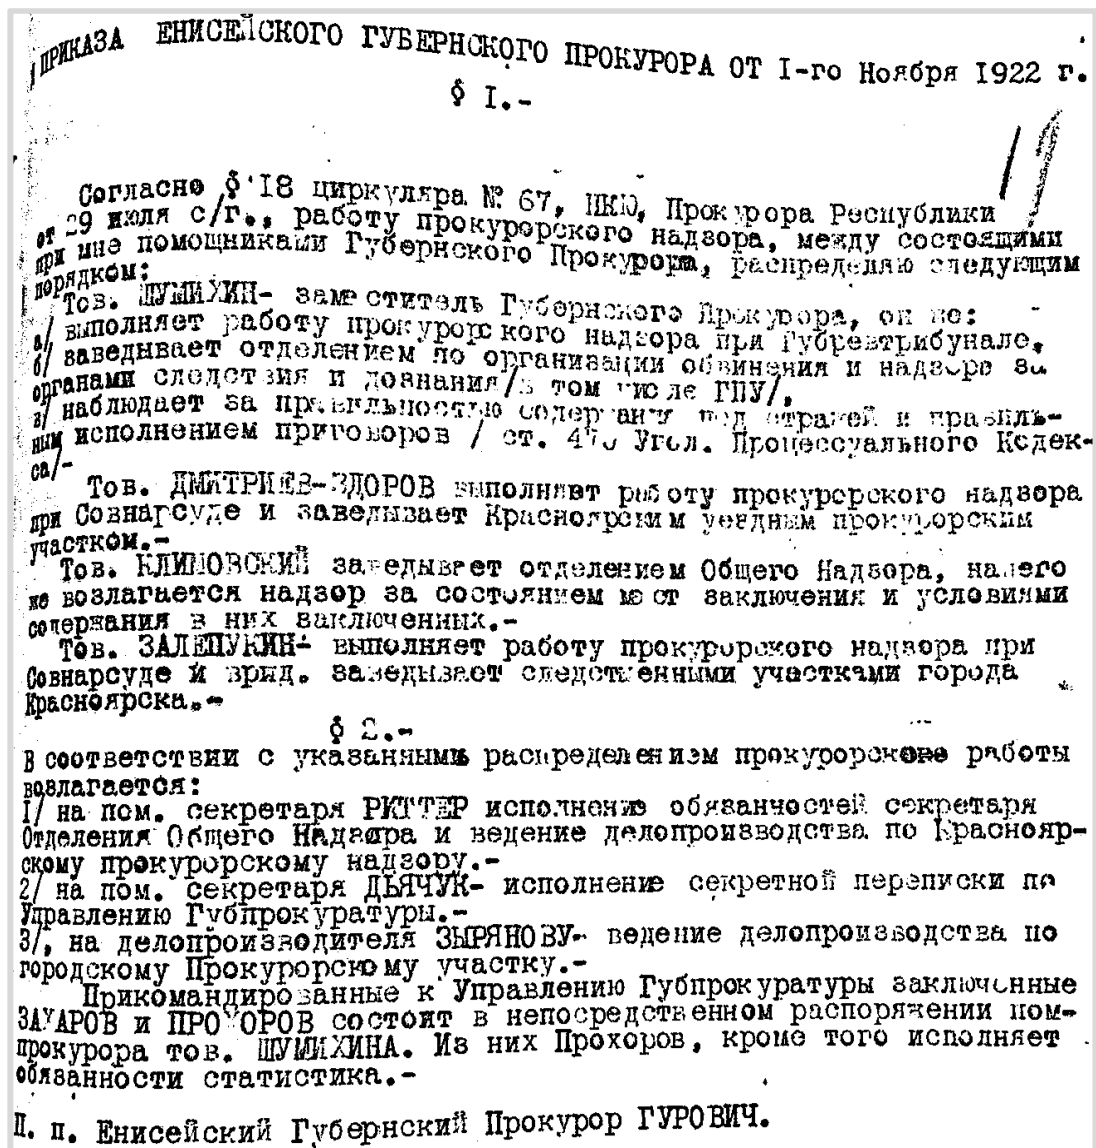 ПРИКАЗА ЕНИСЕЙСКОГО ГУБЕРНСКОГО ПРОКУРОРА ОТ I-го Ноября 1922 г.
§ I.-
Согласно § 18 циркуляра № 67, НКЮ, Прокурора Республики
от 29 июля с/г., работу прокурорского надзора, между состоящими
при мне помощниками Губернского Прокурора, распределяю следующим
порядком:
Тов. ШУМИХИН- заместитель Губернского Прокурора, он же:
а/ выполняет работу прокурорского надзора при Губревтрибунале,
б/ заведывает отделением по организации обвинения и надзора за
органами следствия и дознания/в том числе ГПУ/,
в/ наблюдает за правильностью содержания под стражей и правиль-
ным исполнением приговоров / ст. Угол. Процессуального Кодек-
са/-
Тов. ДМИТРИЕВ-ЗДОРОВ выполняет работу прокурорского надзора
при Совнарсуде и заведывает Красноярским уездным прокурорским
участком.-
Тов. КЛИМОВСКИЙ заведывает отделением Общего Надзора, на него
же возлагается надзор за состоянием мест заключения и условиями
содержания в них заключенных.-
Тов. ЗАЛЕПУКИН- выполняет работу прокурорского надзора при
Совнарсуде и врид. заведывает следственными участками города
Красноярска.-
§ 2.-
В соответствии с указанными распределением прокурорскове работы
возлагается:
I/ на пом. секретаря РИТТЕР исполнение обязанностей секретаря
Отделения Общего Надзора и ведение делопроизводства по Краснояр-
скому прокурорскому надзору.-
2/ на пом. секретаря ДЬЯЧУК- исполнение секретной переписки по
Управлению Губпрокуратуры.-
3/, на делопроизводителя ЗЫРЯНОВУ- ведение делопроизводства по
городскому Прокурорскому участку.-
Прикомандированные к Управлению Губпрокуратуры заключенные
ЗАХАРОВ и ПРОХОРОВ состоят в непосредственном распоряжении пом-
прокурора тов. ШУМИХИНА. Из них Прохоров, кроме того исполняет
обязанности статистика.-
П. п. Енисейский Губернский Прокурор ГУРОВИЧ.